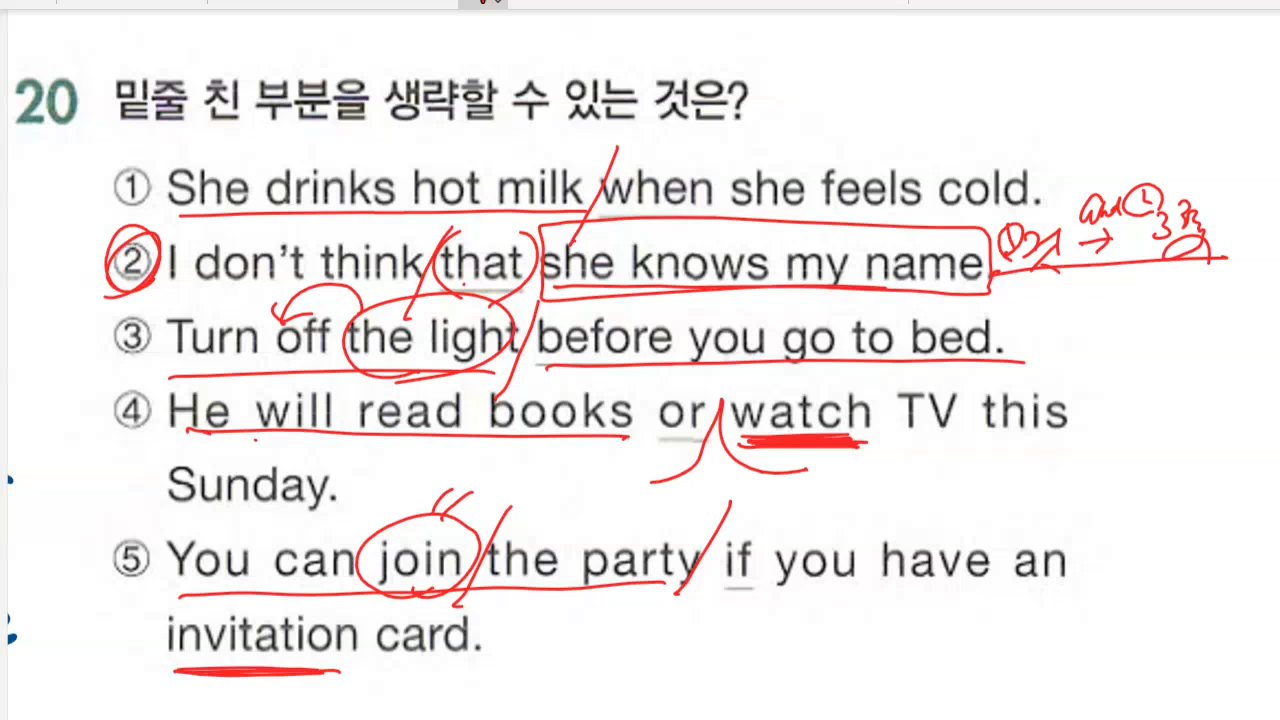 20 밑줄 친 부분을 생략할 수 있는 것은?
① She drinks hot milk when she feels cold.
② I don't think that she knows my name
③ Turn off the light before you go to bed.
④ He will read books or watch TV this
Sunday.
⑤ You can join the party if you have an
invitation card.